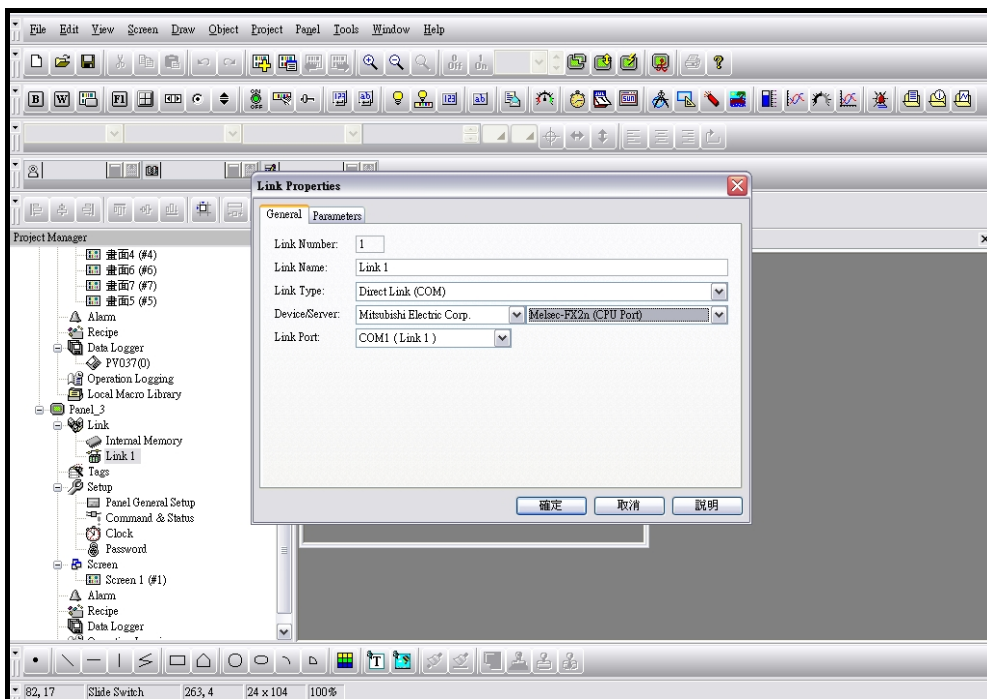 File Edit View Screen Draw Object Project Panel Tools Window Help
Link Properties
General Parameters
Link Number: 1
Link Name: Link 1
Link Type: Direct Link (COM)
Device/Server: Mitsubishi Electric Corp. Melsec-FX2n (CPU Port)
Link Port: COM1 ( Link 1 )
確定 取消 說明
Project Manager
畫面4 (#4)
畫面6 (#6)
畫面7 (#7)
畫面5 (#5)
Alarm
Recipe
Data Logger
PV037(0)
Operation Logging
Local Macro Library
Panel_3
Link
Internal Memory
Link 1
Tags
Setup
Panel General Setup
Command & Status
Clock
Password
Screen
Screen 1 (#1)
Alarm
Recipe
Data Logger
82, 17 Slide Switch 263, 4 24 x 104 100%